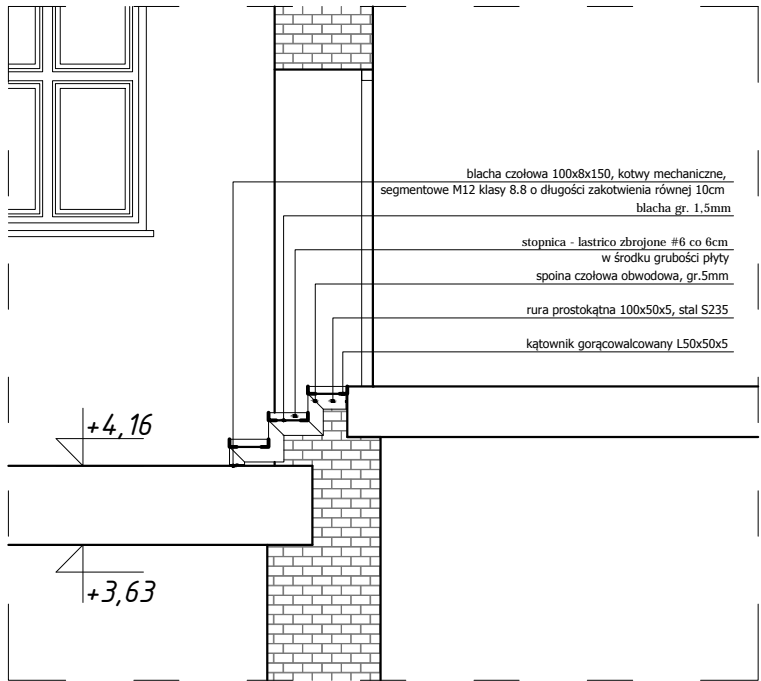 blacha czołowa 100x8x150, kotwy mechaniczne,
segmentowe M12 klasy 8.8 o długości zakotwienia równej 10cm
blacha gr. 1,5mm
stopnica - lastrico zbrojone #6 co 6cm
w środku grubości płyty
spoina czołowa obwodowa, gr.5mm
rura prostokątna 100x50x5, stal S235
kątownik gorącowalcowany L50x50x5
+4,16
+3,63